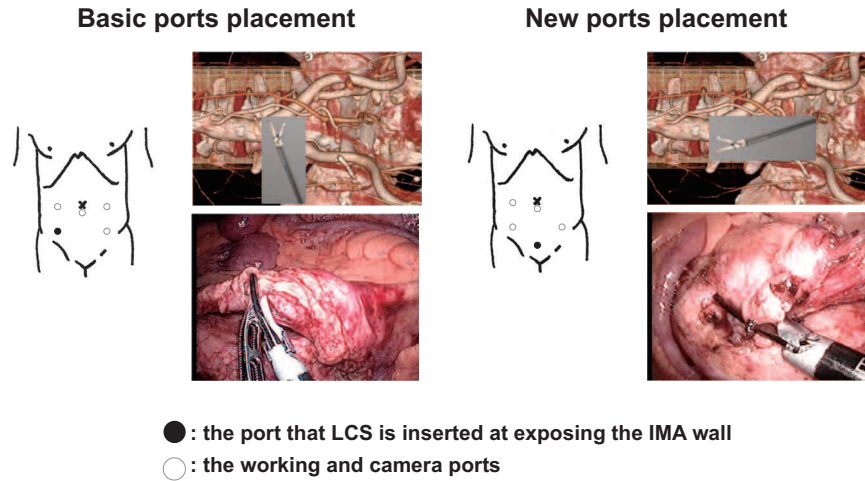 Basic ports placement
New ports placement
: the port that LCS is inserted at exposing the IMA wall
: the working and camera ports